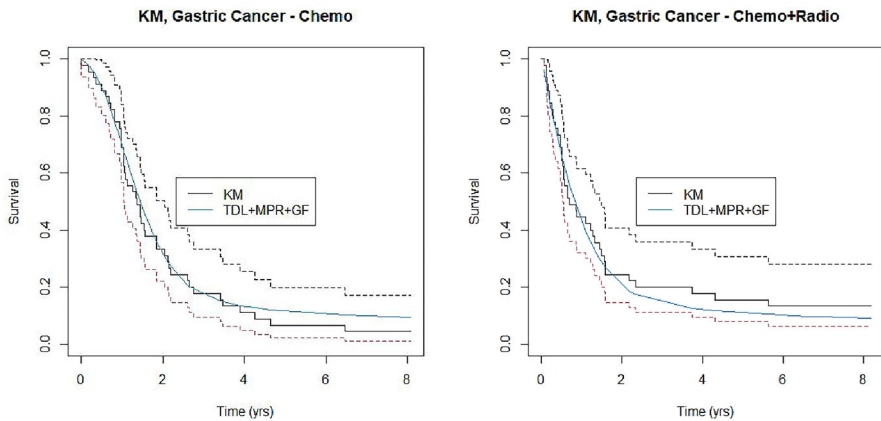 KM, Gastric Cancer - Chemo
Survival
1.0
0.8
0.6
0.4
0.2
0.0
KM
TDL+MPR+GF
0 2 4 6 8
Time (yrs)
KM, Gastric Cancer - Chemo+Radio
Survival
1.0
0.8
0.6
0.4
0.2
0.0
KM
TDL+MPR+GF
0 2 4 6 8
Time (yrs)